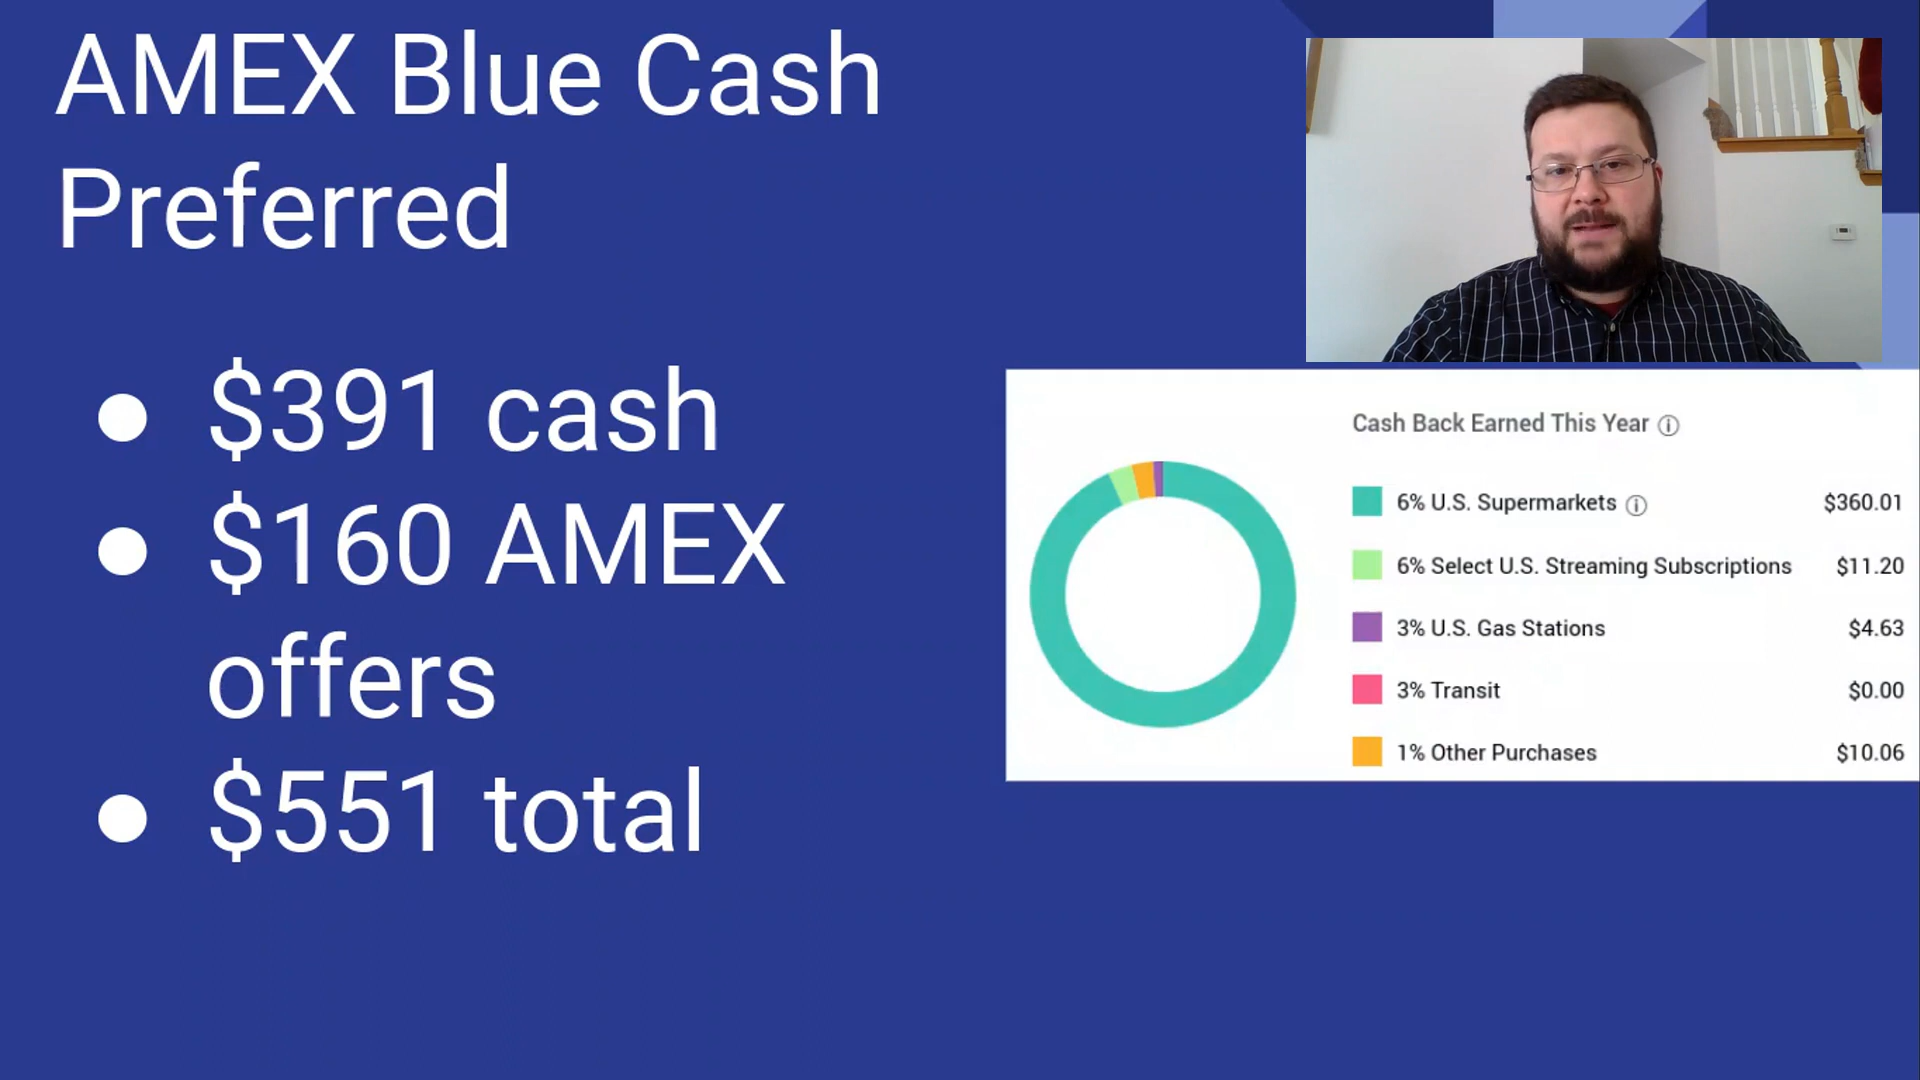 AMEX Blue Cash
Preferred
● $391 cash
● $160 AMEX
offers
● $551 total
Cash Back Earned This Year ⓘ
6% U.S. Supermarkets ⓘ $360.01
6% Select U.S. Streaming Subscriptions $11.20
3% U.S. Gas Stations $4.63
3% Transit $0.00
1% Other Purchases $10.06